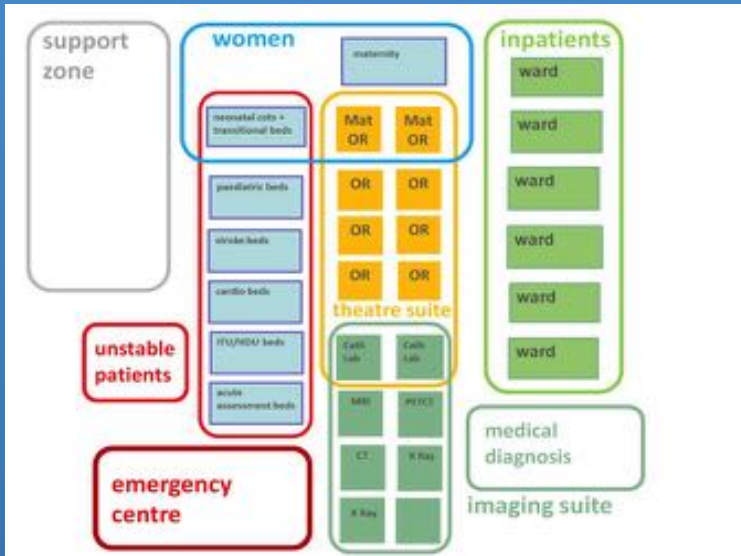 support
zone
women
maternity
inpatients
ward
neonatal cots +
transitional beds
Mat
OR
Mat
OR
ward
paediatric beds
OR
OR
ward
stroke beds
OR
OR
ward
cardio beds
OR
OR
ward
theatre suite
unstable
patients
ITU/HDU beds
Cath
Lab
Cath
Lab
ward
acute
assessment beds
MRI
PET/CT
medical
diagnosis
emergency
centre
CT
X Ray
X Ray
imaging suite